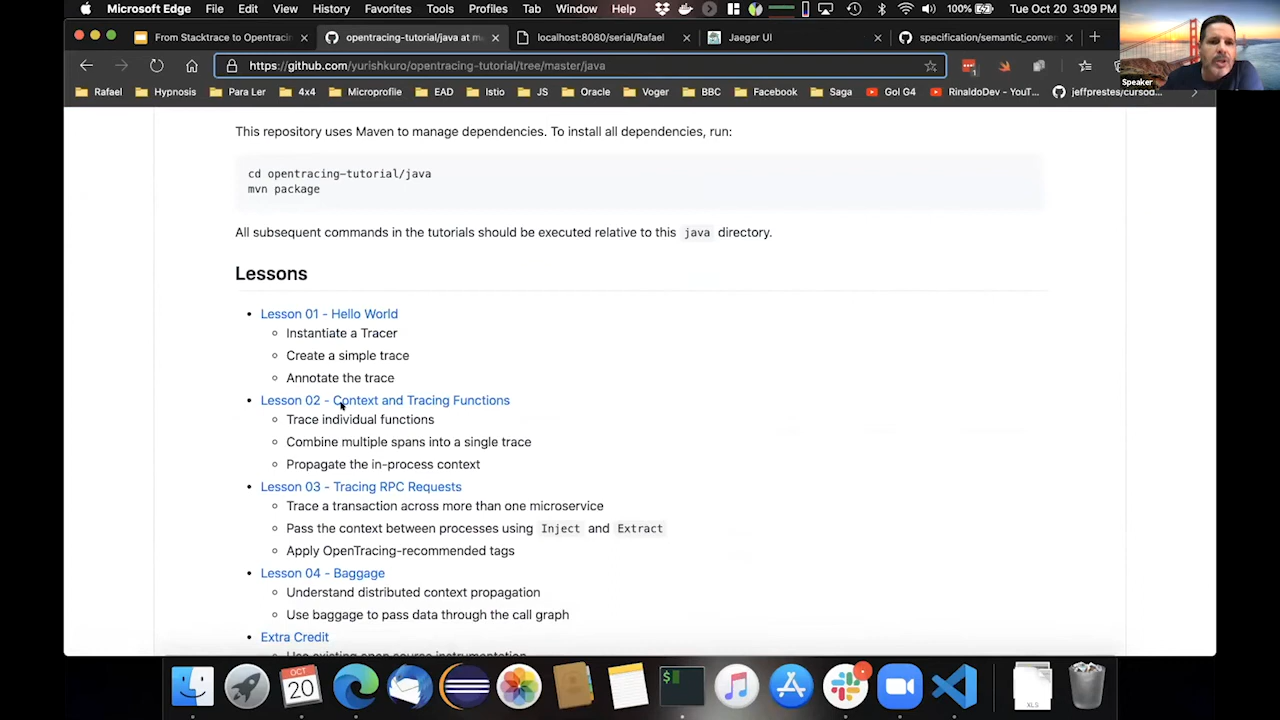 Microsoft Edge File Edit View History Favorites Tools Profiles Tab Window Help 100% Tue Oct 20 3:09 PM
From Stacktrace to Opentracin opentracing-tutorial/java at m localhost:8080/serial/Rafael Jaeger UI specification/semantic_conve
https://github.com/yurishkuro/opentracing-tutorial/tree/master/java
Speaker
Rafael Hypnosis Para Ler 4x4 Microprofile EAD Istio JS Oracle Voger BBC Facebook Saga Gol G4 RinaldoDev - YouT... jeffprestes/cursod...
This repository uses Maven to manage dependencies. To install all dependencies, run:
cd opentracing-tutorial/java
mvn package
All subsequent commands in the tutorials should be executed relative to this java directory.
Lessons
Lesson 01 - Hello World
Instantiate a Tracer
Create a simple trace
Annotate the trace
Lesson 02 - Context and Tracing Functions
Trace individual functions
Combine multiple spans into a single trace
Propagate the in-process context
Lesson 03 - Tracing RPC Requests
Trace a transaction across more than one microservice
Pass the context between processes using Inject and Extract
Apply OpenTracing-recommended tags
Lesson 04 - Baggage
Understand distributed context propagation
Use baggage to pass data through the call graph
Extra Credit
Use existing open source instrumentation
OCT
20
XLS